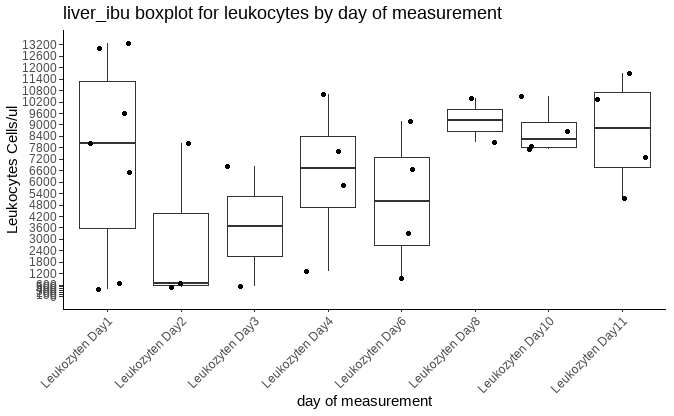 liver_ibu boxplot for leukocytes by day of measurement
Leukocytes Cells/ul
13200
12600
12000
11400
10800
10200
9600
9000
8400
7800
7200
6600
6000
5400
4800
4200
3600
3000
2400
1800
1200
600
Leukozyten Day1
Leukozyten Day2
Leukozyten Day3
Leukozyten Day4
Leukozyten Day6
Leukozyten Day8
Leukozyten Day10
Leukozyten Day11
day of measurement